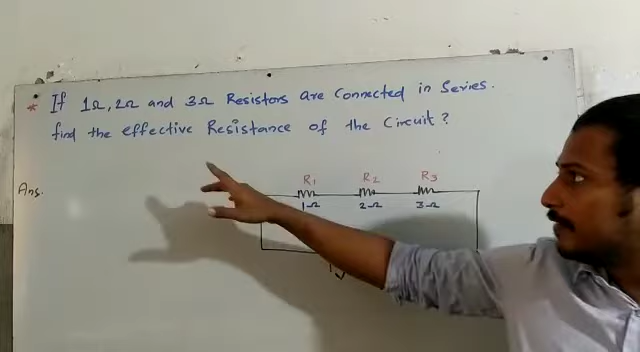 * If 1Ω, 2Ω and 3Ω Resistors are Connected in Series.
find the effective Resistance of the Circuit?
Ans.
R1 R2 R3
1Ω 2Ω 3Ω
V